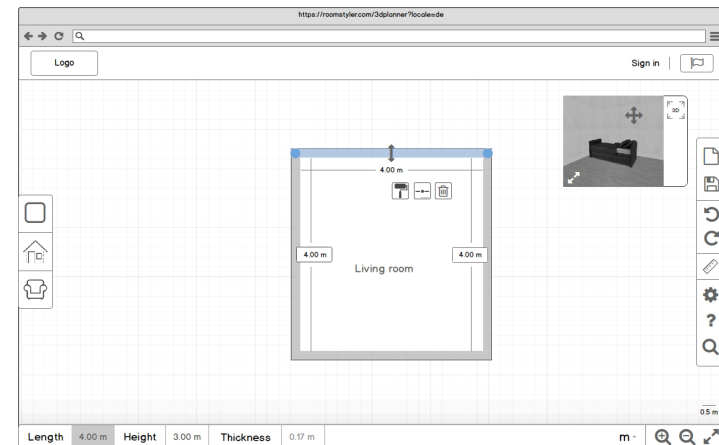 https://roomstyler.com/3dplanner?locale=de
Logo
Sign in
3D
4.00 m
4.00 m
4.00 m
Living room
?
0.5 m
Length 4.00 m Height 3.00 m Thickness 0.17 m m